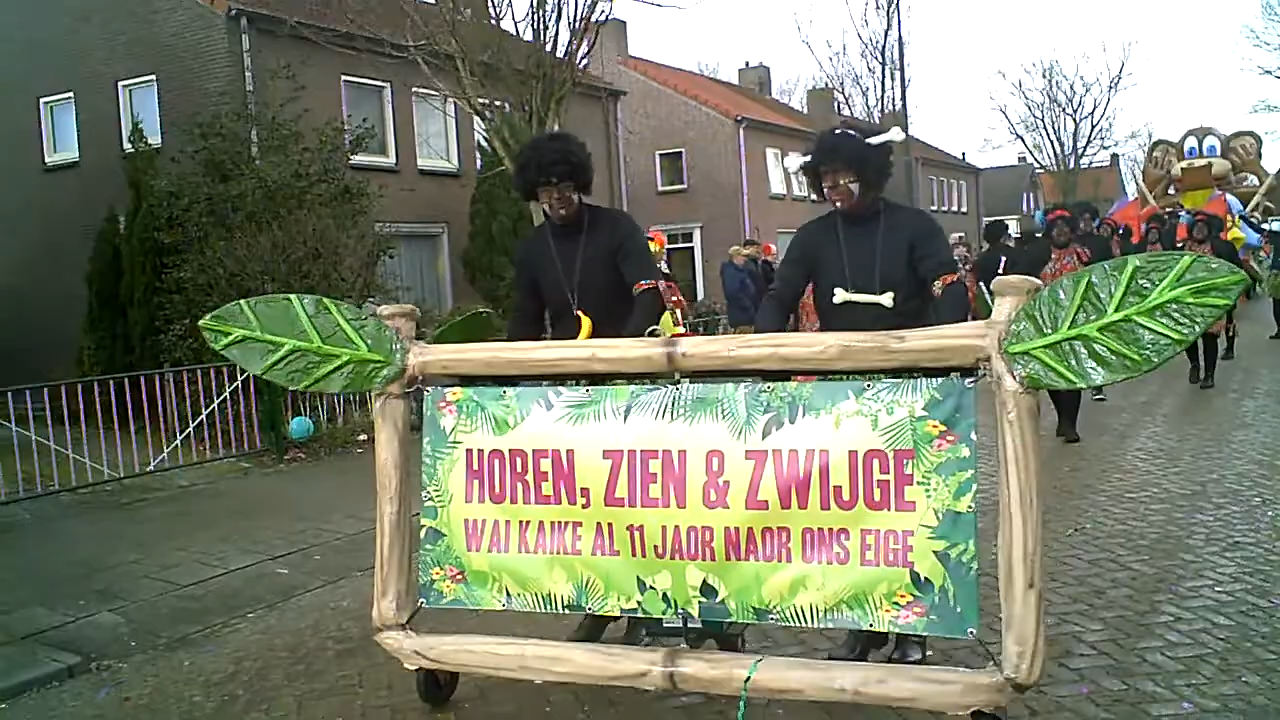 HOREN, ZIEN & ZWIJGE
WAI KAIKE AL 11 JAOR NAOR ONS EIGE